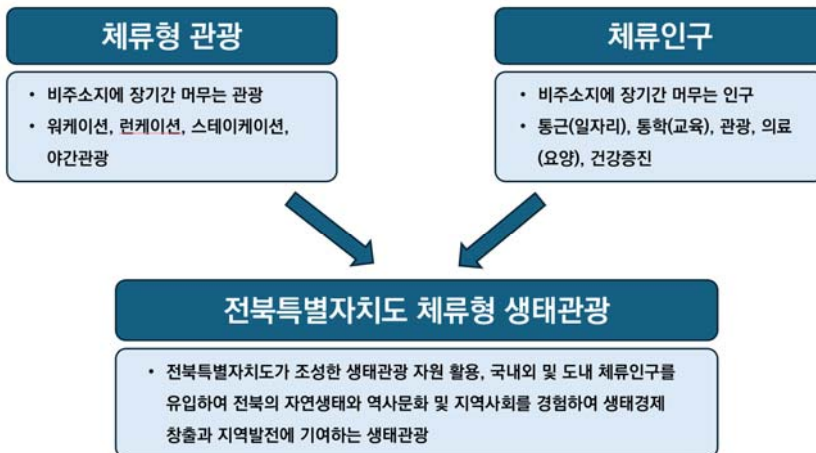 체류형 관광
• 비주소지에 장기간 머무는 관광
• 워케이션, 런케이션, 스테이케이션,
야간관광
체류인구
• 비주소지에 장기간 머무는 인구
• 통근(일자리), 통학(교육), 관광, 의료
(요양), 건강증진
전북특별자치도 체류형 생태관광
• 전북특별자치도가 조성한 생태관광 자원 활용, 국내외 및 도내 체류인구를
유입하여 전북의 자연생태와 역사문화 및 지역사회를 경험하여 생태경제
창출과 지역발전에 기여하는 생태관광